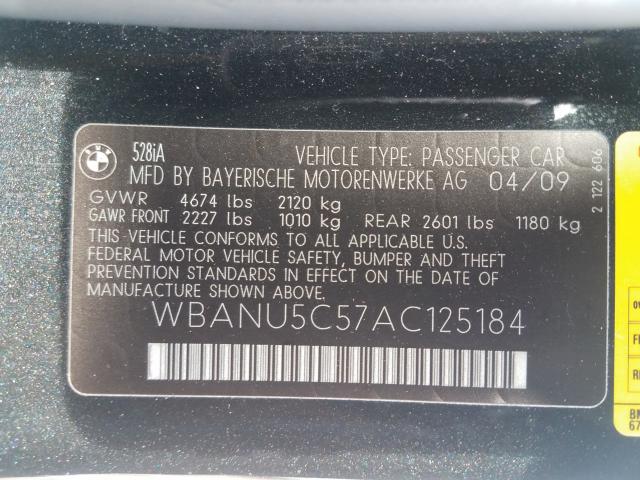 528iA VEHICLE TYPE: PASSENGER CAR
MFD BY BAYERISCHE MOTORENWERKE AG 04/09
GVWR 4674 lbs 2120 kg
GAWR FRONT 2227 lbs 1010 kg REAR 2601 lbs 1180 kg
THIS VEHICLE CONFORMS TO ALL APPLICABLE U.S.
FEDERAL MOTOR VEHICLE SAFETY, BUMPER AND THEFT
PREVENTION STANDARDS IN EFFECT ON THE DATE OF
MANUFACTURE SHOWN ABOVE.
WBANU5C57AC125184
2 122 606
BMW